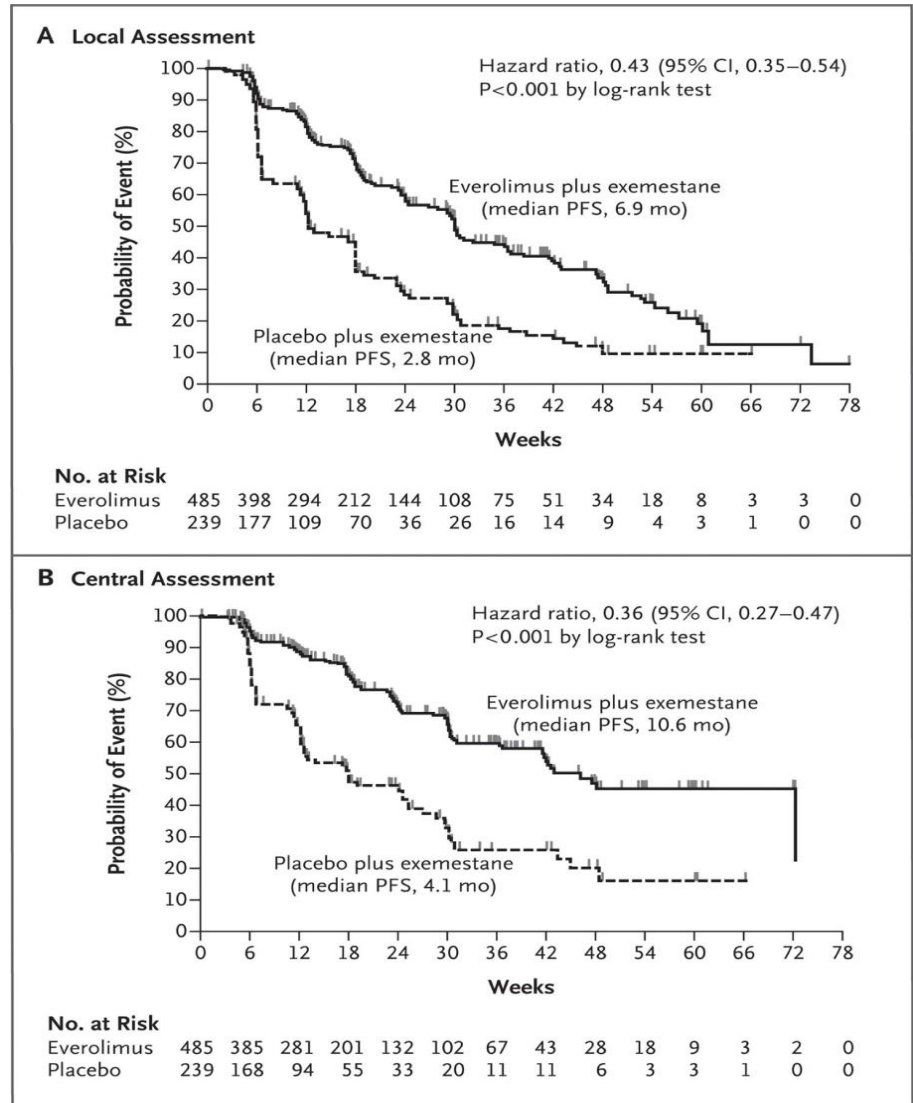 A Local Assessment
Hazard ratio, 0.43 (95% CI, 0.35–0.54)
P<0.001 by log-rank test
Probability of Event (%)
100
90
80
70
60
50
40
30
20
10
0
Everolimus plus exemestane
(median PFS, 6.9 mo)
Placebo plus exemestane
(median PFS, 2.8 mo)
0 6 12 18 24 30 36 42 48 54 60 66 72 78
Weeks
No. at Risk
Everolimus 485 398 294 212 144 108 75 51 34 18 8 3 3 0
Placebo 239 177 109 70 36 26 16 14 9 4 3 1 0 0
B Central Assessment
Hazard ratio, 0.36 (95% CI, 0.27–0.47)
P<0.001 by log-rank test
Probability of Event (%)
100
90
80
70
60
50
40
30
20
10
0
Everolimus plus exemestane
(median PFS, 10.6 mo)
Placebo plus exemestane
(median PFS, 4.1 mo)
0 6 12 18 24 30 36 42 48 54 60 66 72 78
Weeks
No. at Risk
Everolimus 485 385 281 201 132 102 67 43 28 18 9 3 2 0
Placebo 239 168 94 55 33 20 11 11 6 3 3 1 0 0